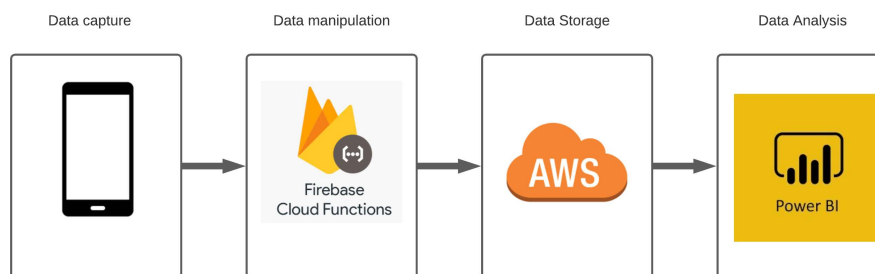 Data capture
Data manipulation
Data Storage
Data Analysis
Firebase
Cloud Functions
AWS
Power BI